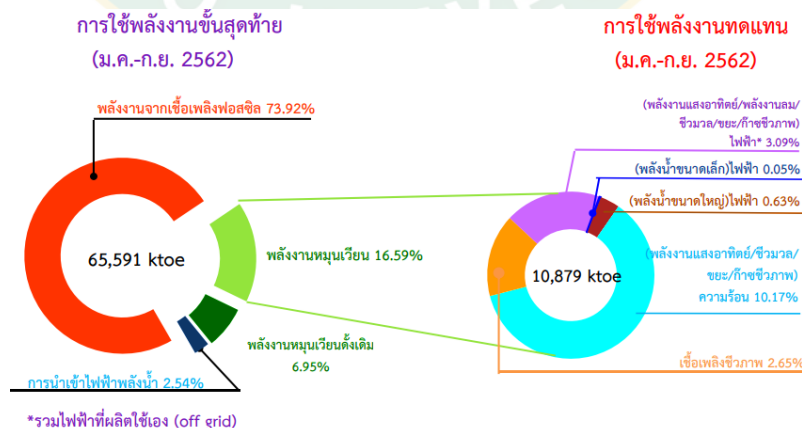 การใช้พลังงานขั้นสุดท้าย
(ม.ค.-ก.ย. 2562)
พลังงานจากเชื้อเพลิงฟอสซิล 73.92%
65,591 ktoe
พลังงานหมุนเวียน 16.59%
พลังงานหมุนเวียนดั้งเดิม
6.95%
การนำเข้าไฟฟ้าพลังน้ำ 2.54%
*รวมไฟฟ้าที่ผลิตใช้เอง (off grid)
การใช้พลังงานทดแทน
(ม.ค.-ก.ย. 2562)
(พลังงานแสงอาทิตย์/พลังงานลม/
ชีวมวล/ขยะ/ก๊าซชีวภาพ)
ไฟฟ้า* 3.09%
(พลังน้ำขนาดเล็ก)ไฟฟ้า 0.05%
(พลังน้ำขนาดใหญ่)ไฟฟ้า 0.63%
10,879 ktoe
(พลังงานแสงอาทิตย์/ชีวมวล/
ขยะ/ก๊าซชีวภาพ)
ความร้อน 10.17%
เชื้อเพลิงชีวภาพ 2.65%